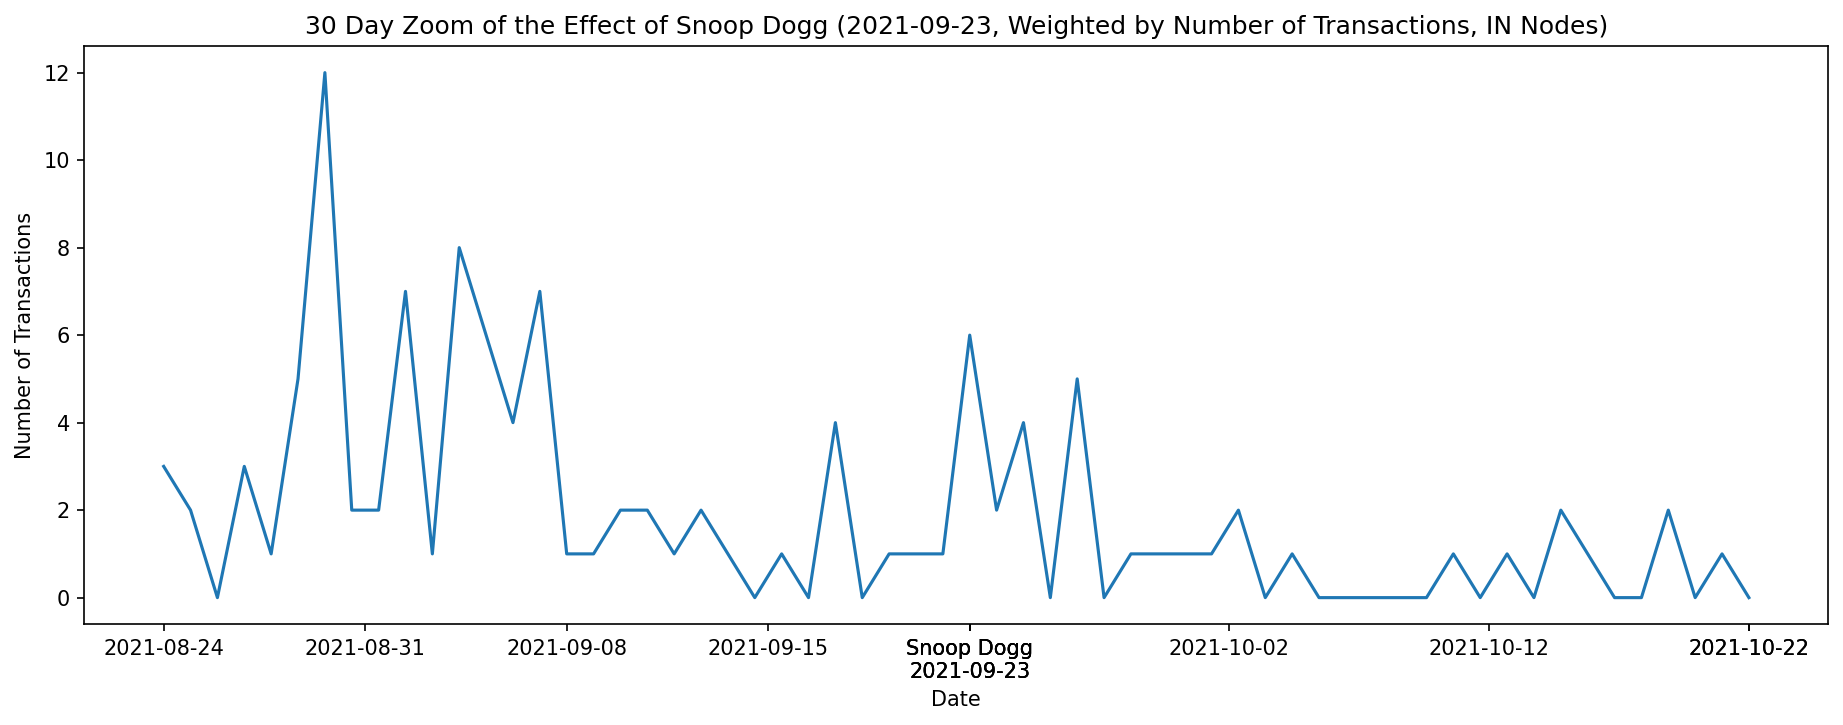 30 Day Zoom of the Effect of Snoop Dogg (2021-09-23, Weighted by Number of Transactions, IN Nodes)
Number of Transactions
12
10
8
6
4
2
0
2021-08-24 2021-08-31 2021-09-08 2021-09-15 Snoop Dogg 2021-10-02 2021-10-12 2021-10-22
2021-09-23
Date